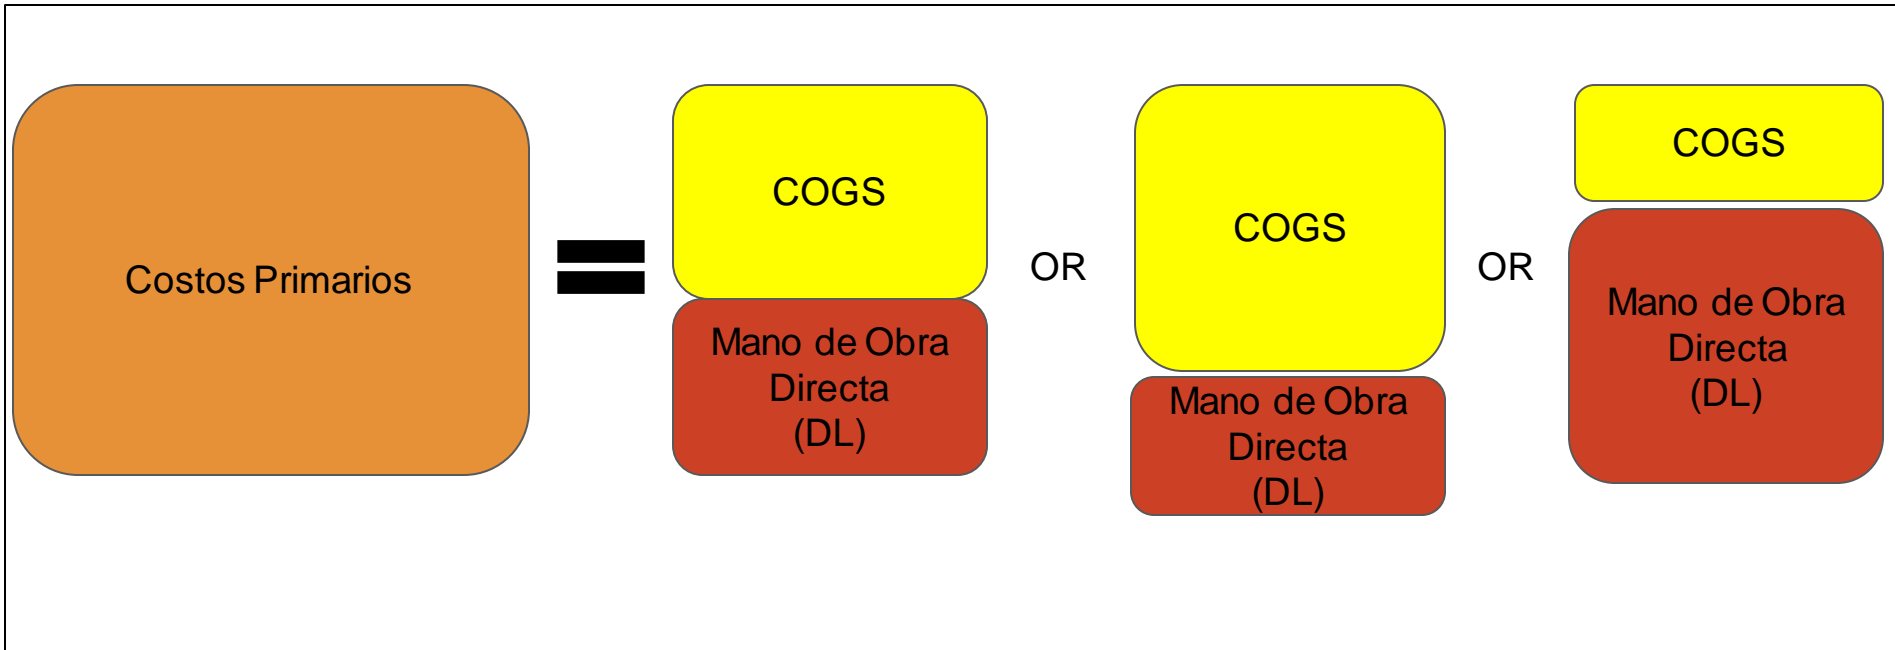 Costos Primarios
COGS
Mano de Obra
Directa
(DL)
OR
COGS
Mano de Obra
Directa
(DL)
OR
COGS
Mano de Obra
Directa
(DL)